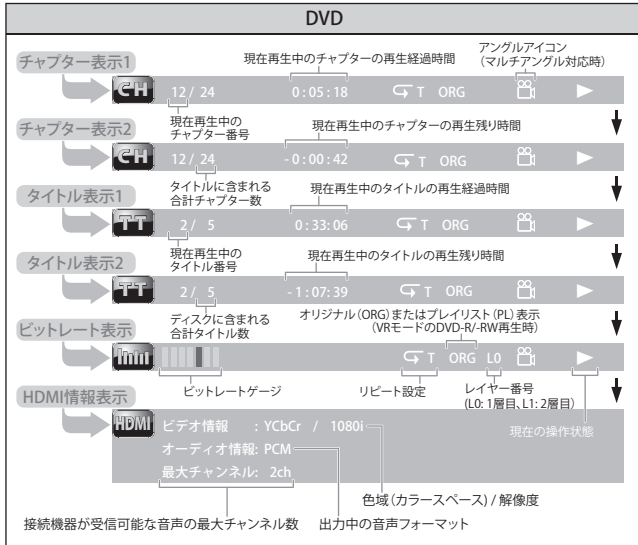 DVD
チャプター表示1
現在再生中のチャプターの再生経過時間
アングルアイコン
（マルチアングル対応時）
CH 12 / 24 0 : 05 : 18 T ORG
現在再生中の
チャプター番号
チャプター表示2
現在再生中のチャプターの再生残り時間
CH 12 / 24 - 0 : 00 : 42 T ORG
タイトルに含まれる
合計チャプター数
タイトル表示1
現在再生中のタイトルの再生経過時間
TT 2 / 5 0 : 33 : 06 T ORG
現在再生中の
タイトル番号
タイトル表示2
現在再生中のタイトルの再生残り時間
TT 2 / 5 - 1 : 07 : 39 T ORG
ディスクに含まれる
合計タイトル数
オリジナル（ORG）またはプレイリスト（PL）表示
（VRモードのDVD-R/-RW再生時）
ビットレート表示
T ORG L0
ビットレートゲージ
リピート設定
レイヤー番号
(L0: 1層目、L1: 2層目)
HDMI情報表示
現在の操作状態
HDMI ビデオ情報 : YCbCr / 1080i
オーディオ情報: PCM
最大チャンネル: 2ch
色域（カラースペース）/ 解像度
接続機器が受信可能な音声の最大チャンネル数
出力中の音声フォーマット